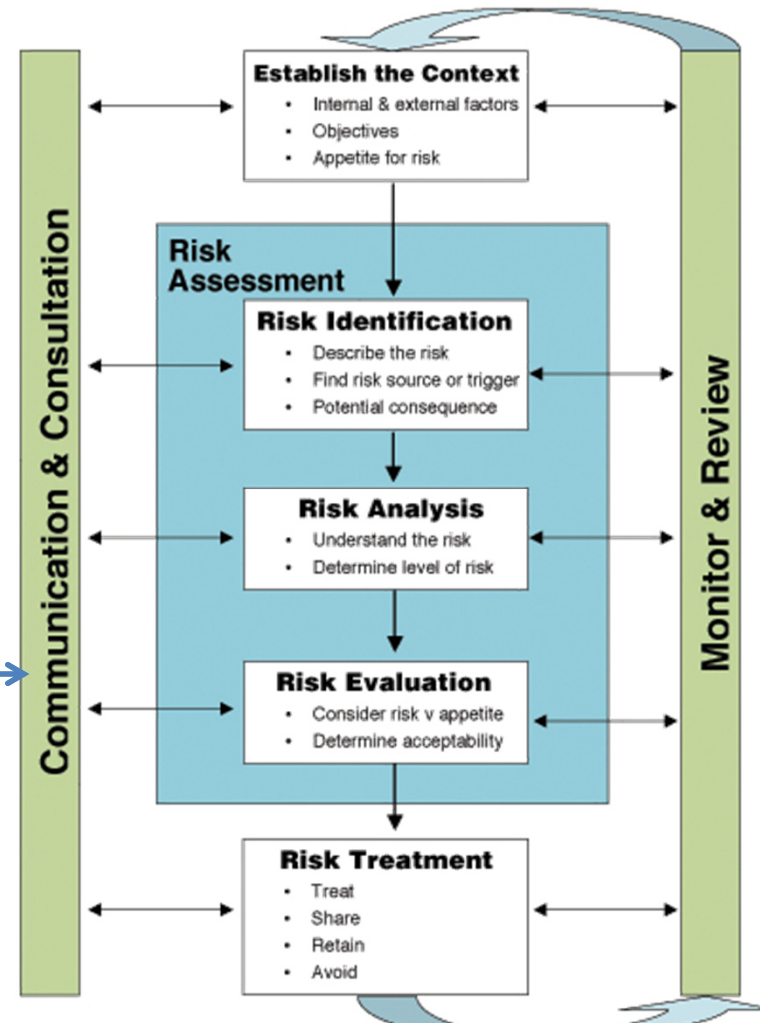 Establish the Context
• Internal & external factors
• Objectives
• Appetite for risk
Risk
Assessment
Risk Identification
• Describe the risk
• Find risk source or trigger
• Potential consequence
Risk Analysis
• Understand the risk
• Determine level of risk
Risk Evaluation
• Consider risk v appetite
• Determine acceptability
Risk Treatment
• Treat
• Share
• Retain
• Avoid
Communication & Consultation
Monitor & Review